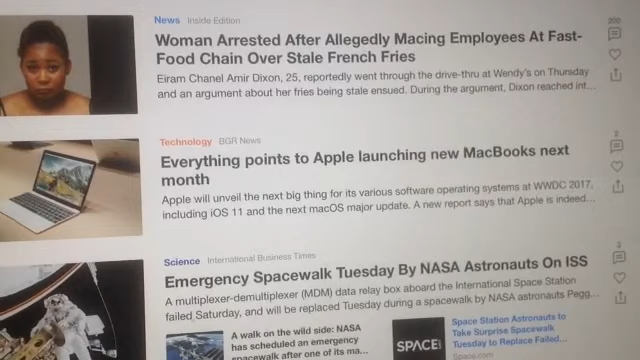 News Inside Edition
200
Woman Arrested After Allegedly Macing Employees At Fast-
Food Chain Over Stale French Fries
Eiram Chanel Amir Dixon, 25, reportedly went through the drive-thru at Wendy's on Thursday
and an argument about her fries being stale ensued. During the argument, Dixon reached int...
Technology BGR News
Everything points to Apple launching new MacBooks next
month
Apple will unveil the next big thing for its various software operating systems at WWDC 2017,
including iOS 11 and the next macOS major update. A new report says that Apple is indeed...
Science International Business Times
Emergency Spacewalk Tuesday By NASA Astronauts On ISS
A multiplexer-demultiplexer (MDM) data relay box aboard the International Space Station
failed Saturday, and will be replaced Tuesday during a spacewalk by NASA astronauts Pegg...
A walk on the wild side: NASA
has scheduled an emergency
spacewalk after one of its ma...
SPACE
Space Station Astronauts to
Take Surprise Spacewalk
Tuesday to Replace Failed...
Space.com